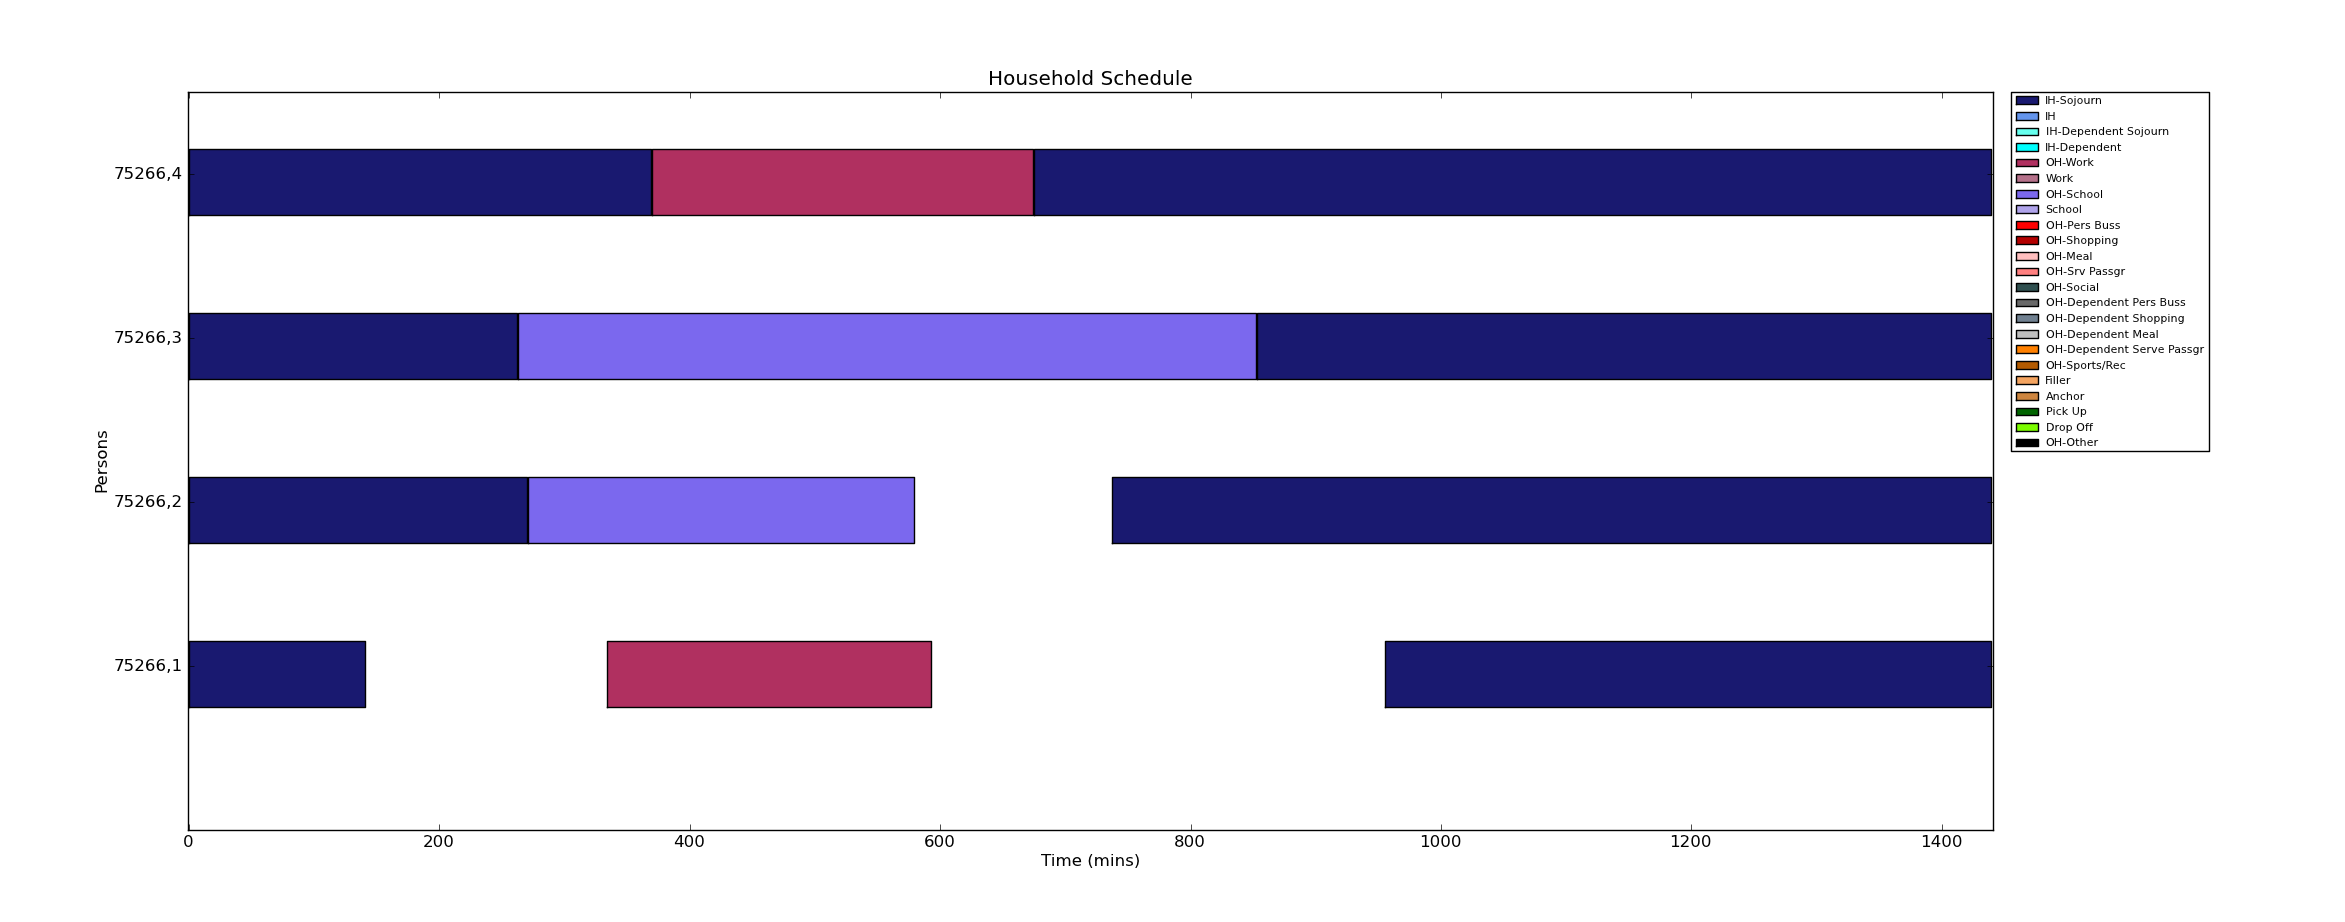 Household Schedule
75266,4
75266,3
75266,2
75266,1
Persons
0 200 400 600 800 1000 1200 1400
Time (mins)
IH-Sojourn
IH
IH-Dependent Sojourn
IH-Dependent
OH-Work
Work
OH-School
School
OH-Pers Buss
OH-Shopping
OH-Meal
OH-Srv Passgr
OH-Social
OH-Dependent Pers Buss
OH-Dependent Shopping
OH-Dependent Meal
OH-Dependent Serve Passgr
OH-Sports/Rec
Filler
Anchor
Pick Up
Drop Off
OH-Other